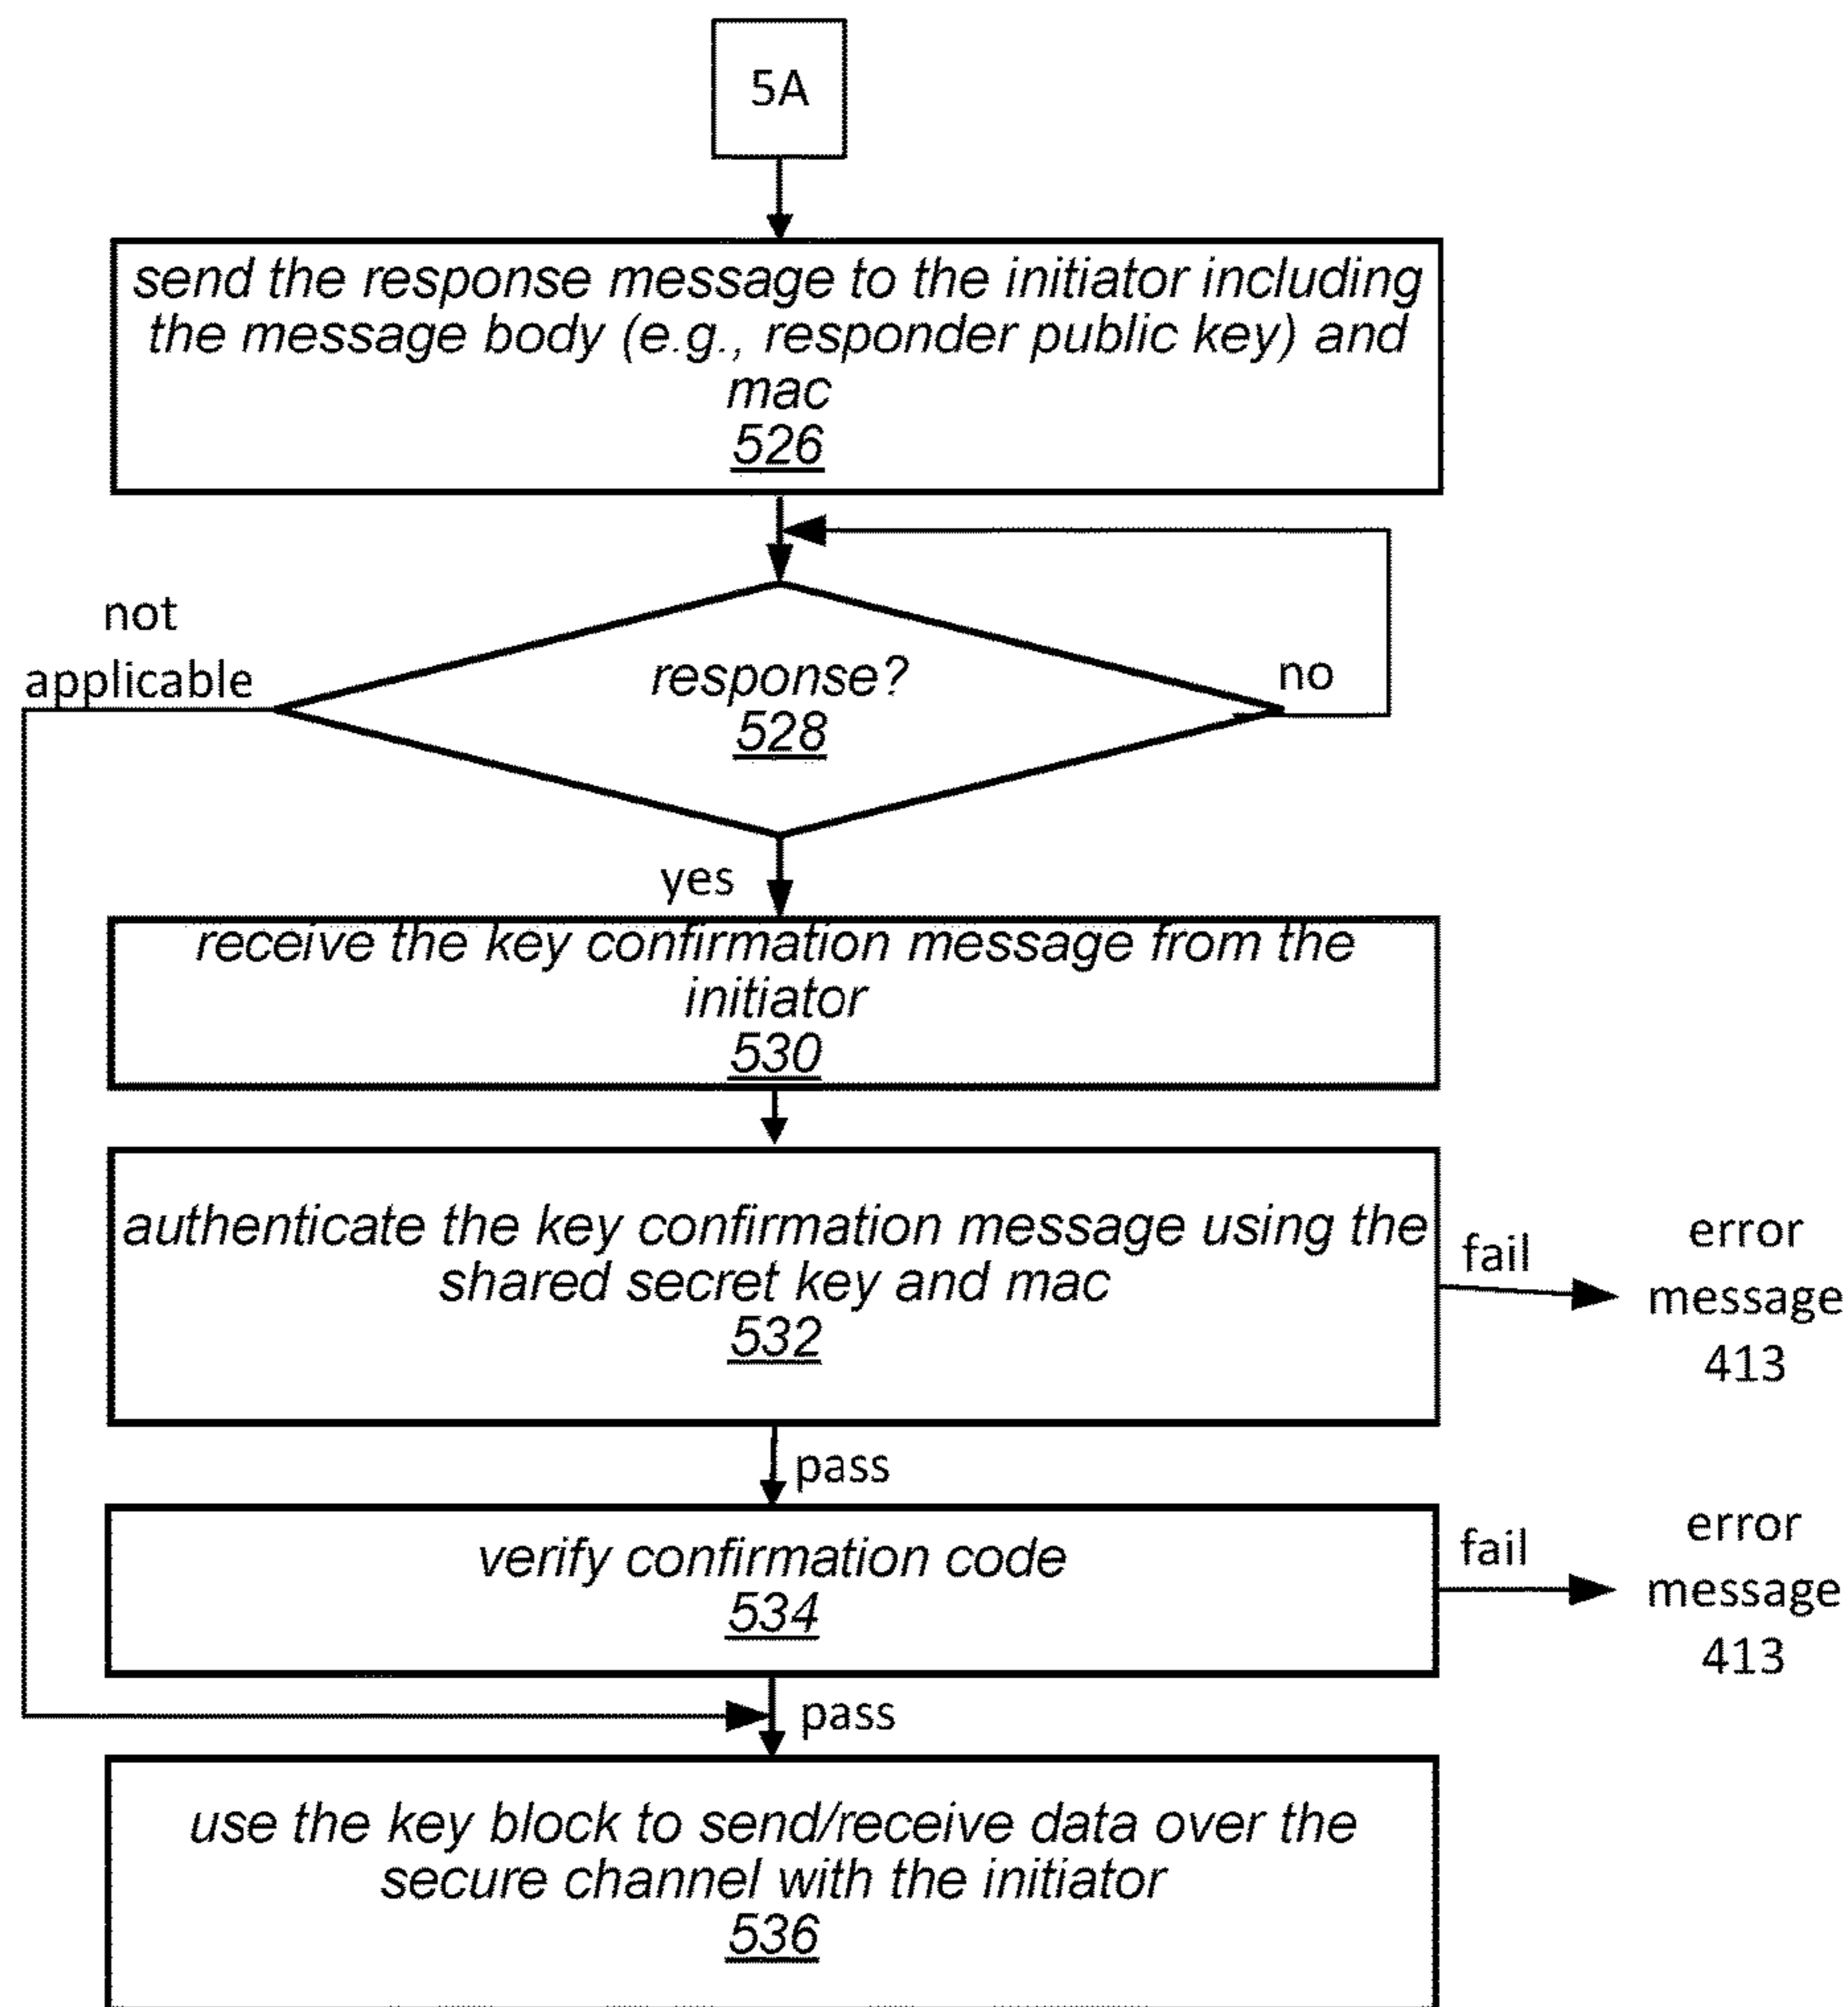 5A
send the response message to the initiator including
the message body (e.g., responder public key) and
mac
526
not
applicable
response?
528
no
yes
receive the key confirmation message from the
initiator
530
authenticate the key confirmation message using the
shared secret key and mac
532
fail
error
message
413
pass
verify confirmation code
534
fail
error
message
413
pass
use the key block to send/receive data over the
secure channel with the initiator
536